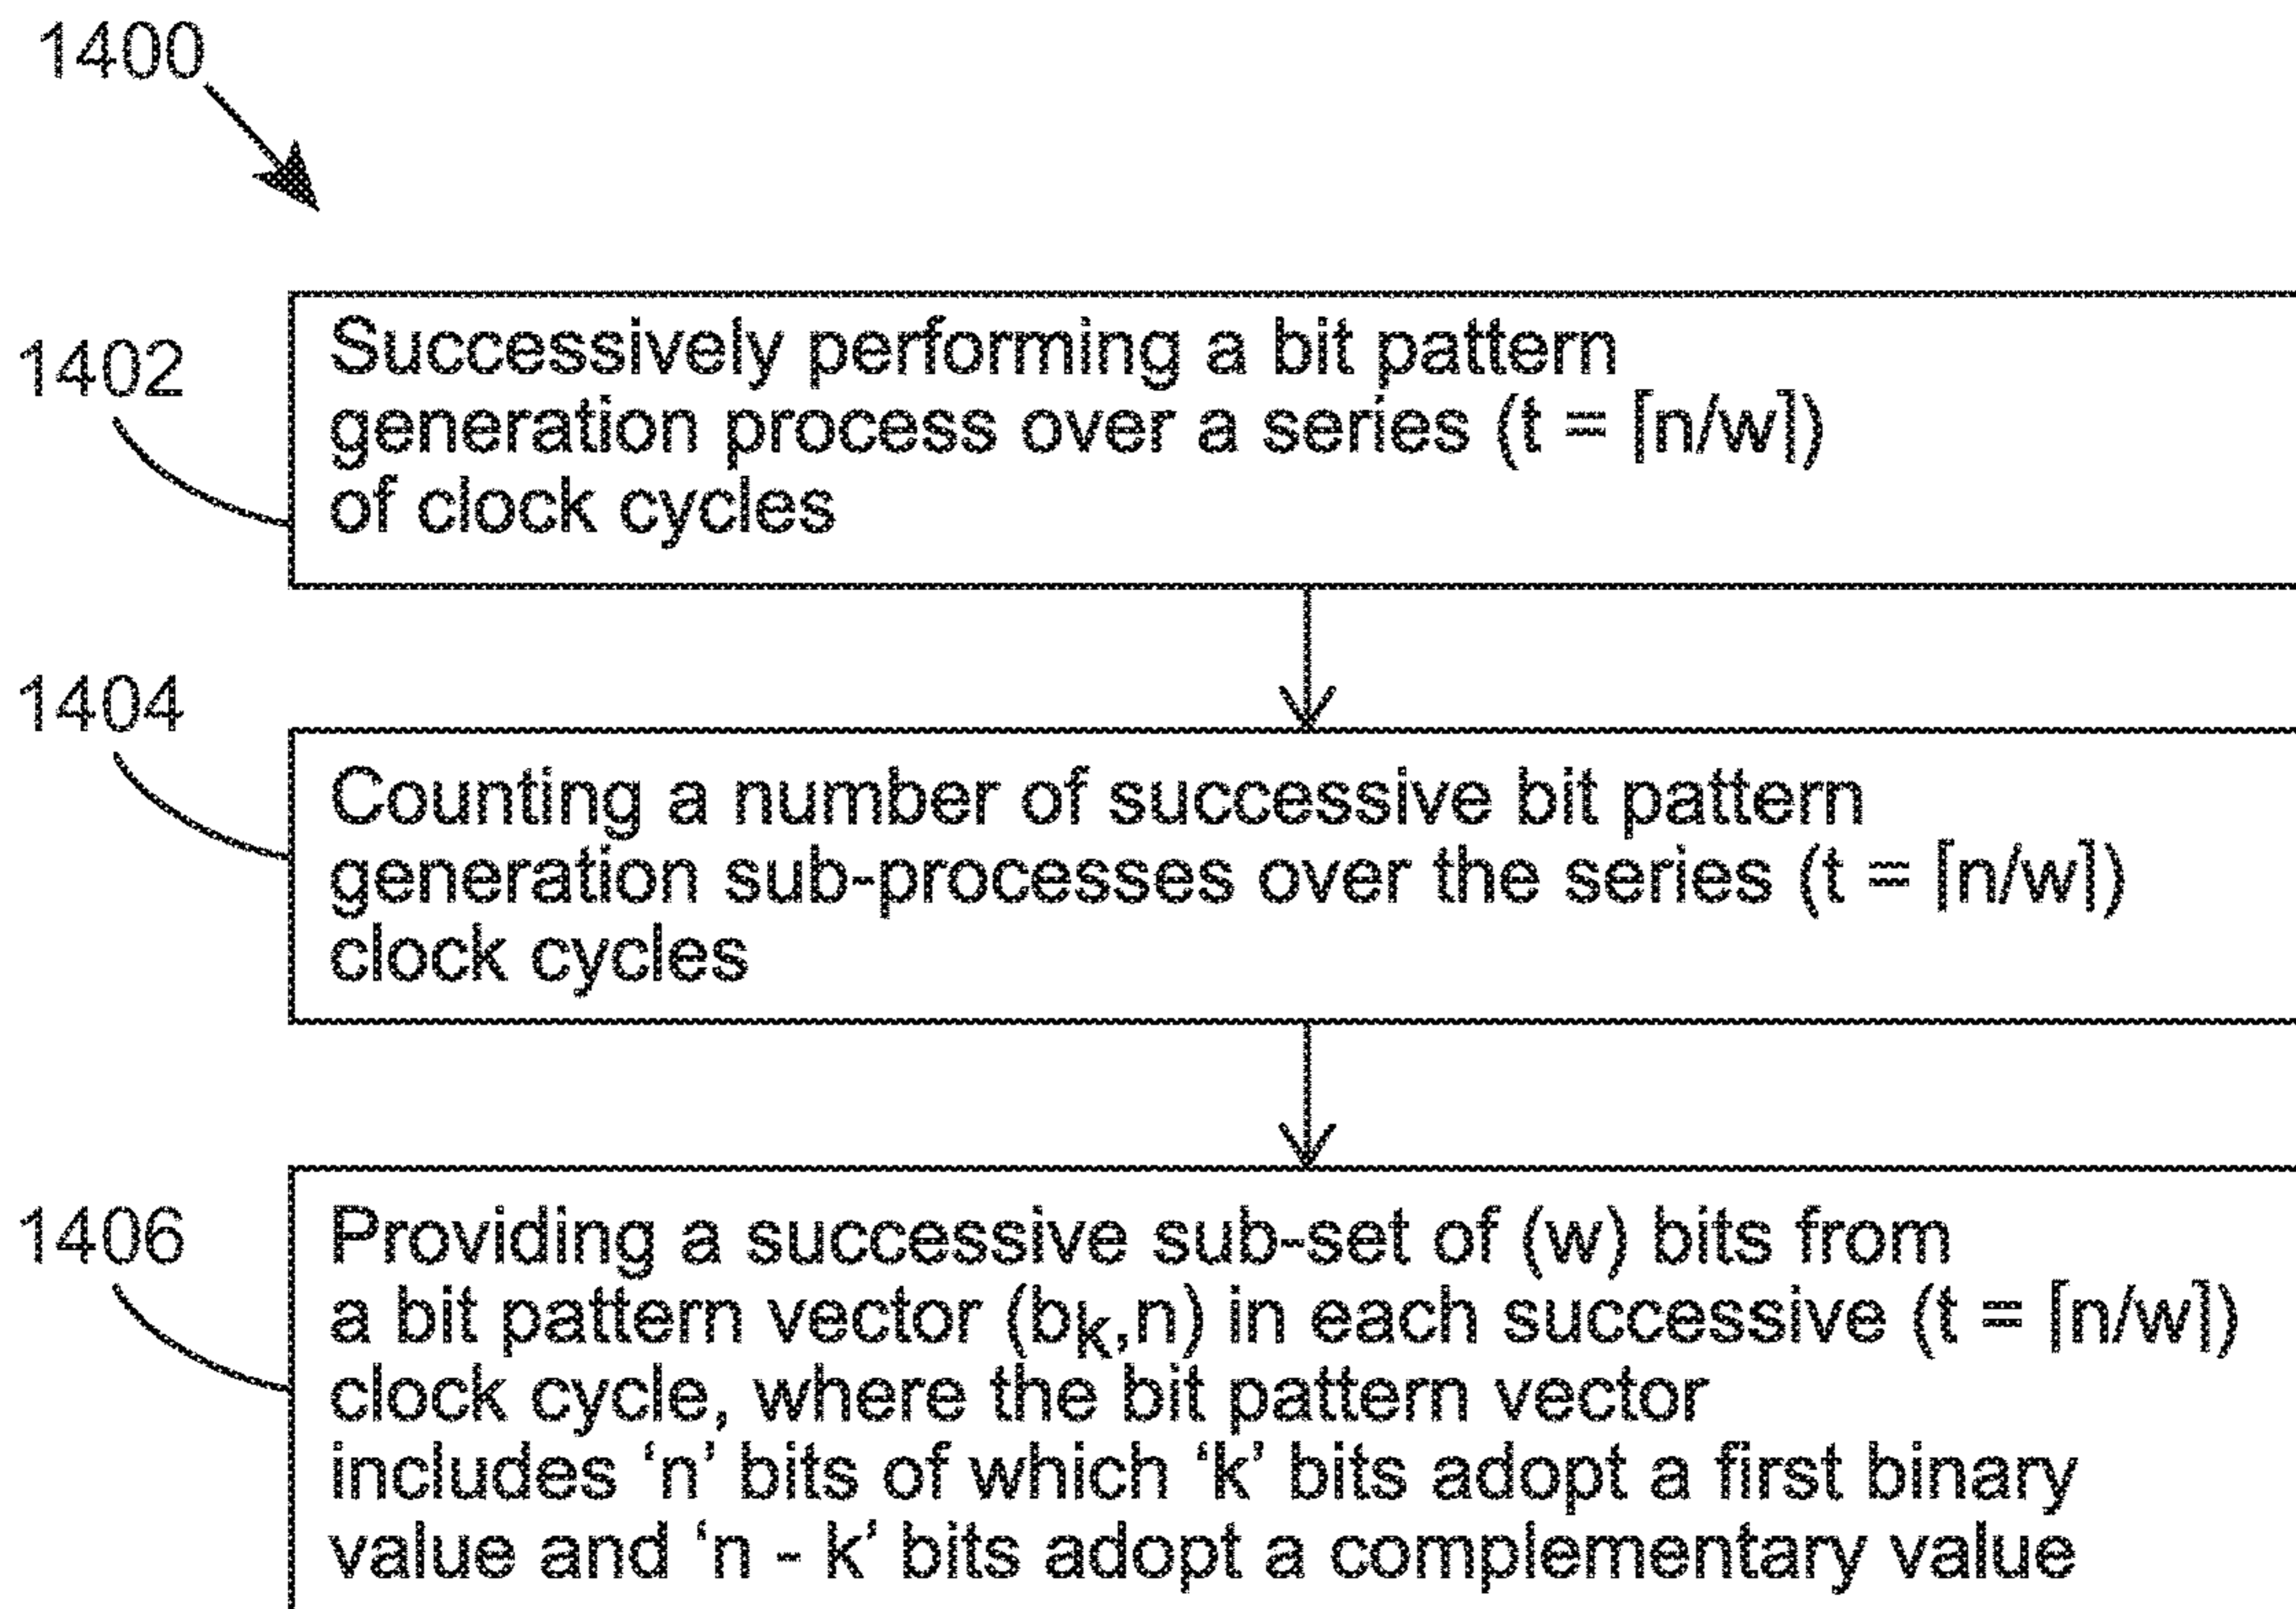 1400
1402
Successively performing a bit pattern
generation process over a series (t = ⌈n/w⌉)
of clock cycles
1404
Counting a number of successive bit pattern
generation sub-processes over the series (t = ⌈n/w⌉)
clock cycles
1406
Providing a successive sub-set of (w) bits from
a bit pattern vector (bk,n) in each successive (t = ⌈n/w⌉)
clock cycle, where the bit pattern vector
includes ‘n’ bits of which ‘k’ bits adopt a first binary
value and ‘n - k’ bits adopt a complementary value